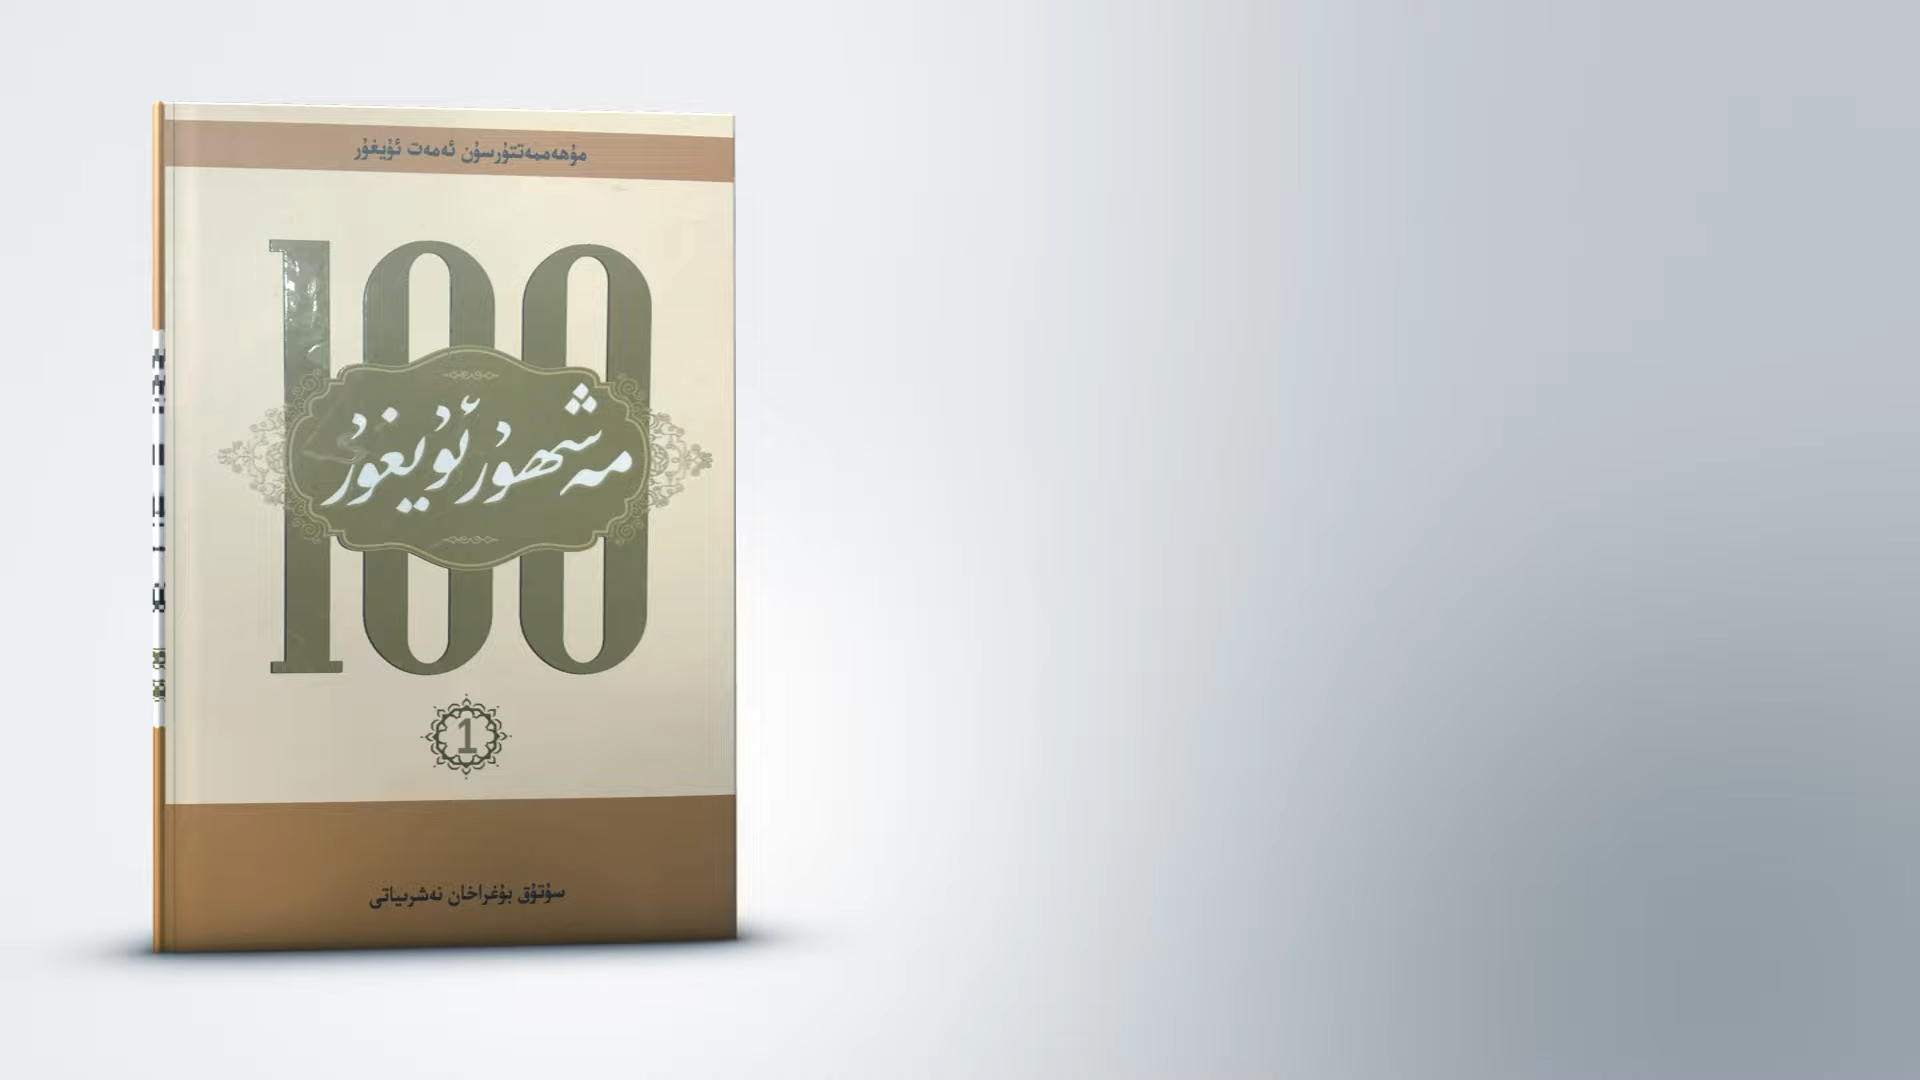 مۇھەممەتتۇرسۇن ئەمەت ئۇيغۇر
100
مەشھۇر ئۇيغۇر
1
سۇتۇق بۇغراخان نەشرىياتى